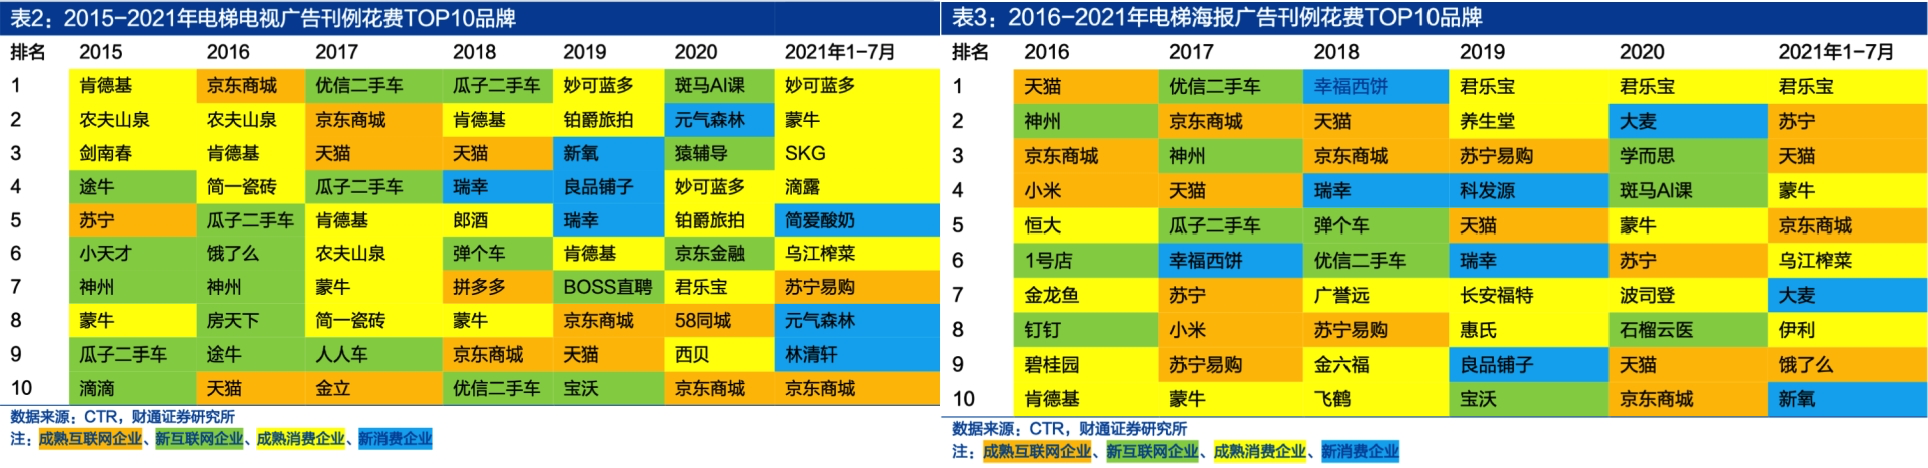 表2：2015-2021年电梯电视广告刊例花费TOP10品牌
排名 2015 2016 2017 2018 2019 2020 2021年1-7月
1 肯德基 京东商城 优信二手车 瓜子二手车 妙可蓝多 斑马AI课 妙可蓝多
2 农夫山泉 农夫山泉 京东商城 肯德基 铂爵旅拍 元气森林 蒙牛
3 剑南春 肯德基 天猫 天猫 新氧 猿辅导 SKG
4 途牛 简一瓷砖 瓜子二手车 瑞幸 良品铺子 妙可蓝多 滴露
5 苏宁 瓜子二手车 肯德基 郎酒 瑞幸 铂爵旅拍 简爱酸奶
6 小天才 饿了么 农夫山泉 弹个车 肯德基 京东金融 乌江榨菜
7 神州 神州 蒙牛 拼多多 BOSS直聘 君乐宝 苏宁易购
8 蒙牛 房天下 简一瓷砖 蒙牛 京东商城 58同城 元气森林
9 瓜子二手车 途牛 人人车 京东商城 天猫 西贝 林清轩
10 滴滴 天猫 金立 优信二手车 宝沃 京东商城 京东商城
数据来源：CTR，财通证券研究所
注：成熟互联网企业、新互联网企业、成熟消费企业、新消费企业
表3：2016-2021年电梯海报广告刊例花费TOP10品牌
排名 2016 2017 2018 2019 2020 2021年1-7月
1 天猫 优信二手车 幸福西饼 君乐宝 君乐宝 君乐宝
2 神州 京东商城 天猫 养生堂 大麦 苏宁
3 京东商城 神州 京东商城 苏宁易购 学而思 天猫
4 小米 天猫 瑞幸 科发源 斑马AI课 蒙牛
5 恒大 瓜子二手车 弹个车 天猫 蒙牛 京东商城
6 1号店 幸福西饼 优信二手车 瑞幸 苏宁 乌江榨菜
7 金龙鱼 苏宁 广誉远 长安福特 波司登 大麦
8 钉钉 小米 苏宁易购 惠氏 石榴云医 伊利
9 碧桂园 苏宁易购 金六福 良品铺子 天猫 饿了么
10 肯德基 蒙牛 飞鹤 宝沃 京东商城 新氧
数据来源：CTR，财通证券研究所
注：成熟互联网企业、新互联网企业、成熟消费企业、新消费企业